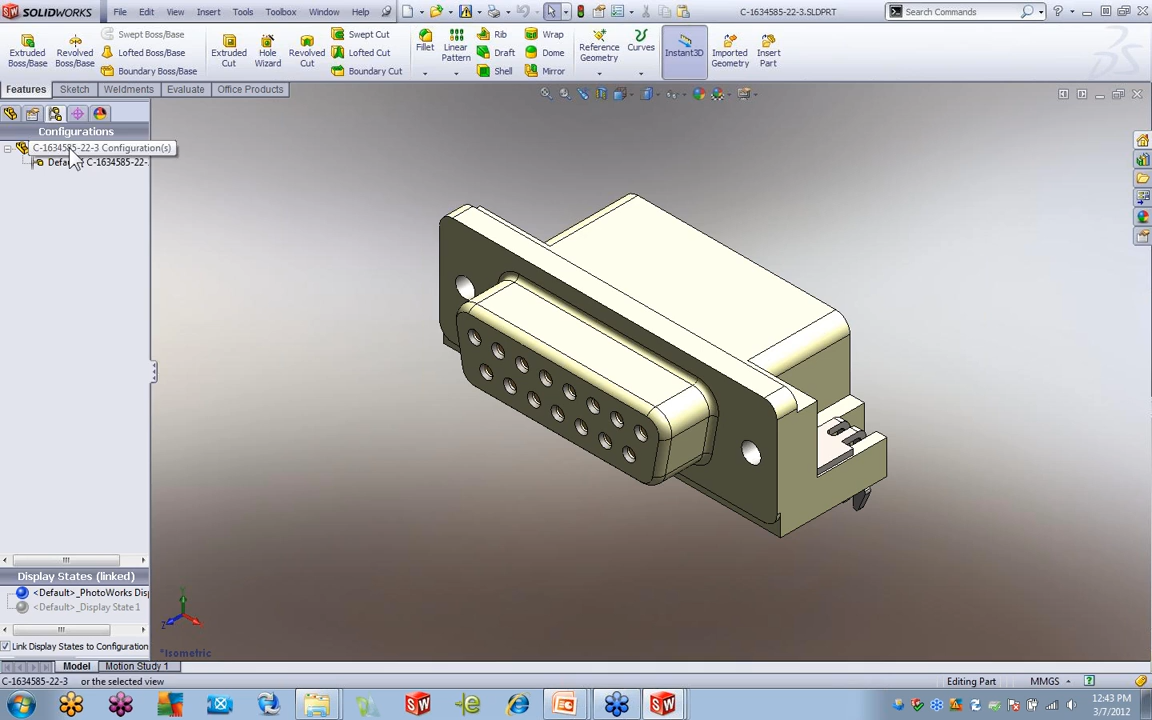 SOLIDWORKS File Edit View Insert Tools Toolbox Window Help C-1634585-22-3.SLDPRT Search Commands
Extruded Boss/Base
Revolved Boss/Base
Swept Boss/Base
Lofted Boss/Base
Boundary Boss/Base
Extruded Cut
Hole Wizard
Revolved Cut
Swept Cut
Lofted Cut
Boundary Cut
Fillet
Linear Pattern
Rib
Draft
Shell
Wrap
Dome
Mirror
Reference Geometry
Curves
Instant3D
Imported Geometry
Insert Part
Features Sketch Weldments Evaluate Office Products
Configurations
C-1634585-22-3 Configuration(s)
C-1634585-22-
Display States (linked)
<Default>_PhotoWorks Disp
<Default>_Display State 1
Link Display States to Configuration
*Isometric
Model Motion Study 1
C-1634585-22-3 or the selected view Editing Part MMGS
12:43 PM
3/7/2012